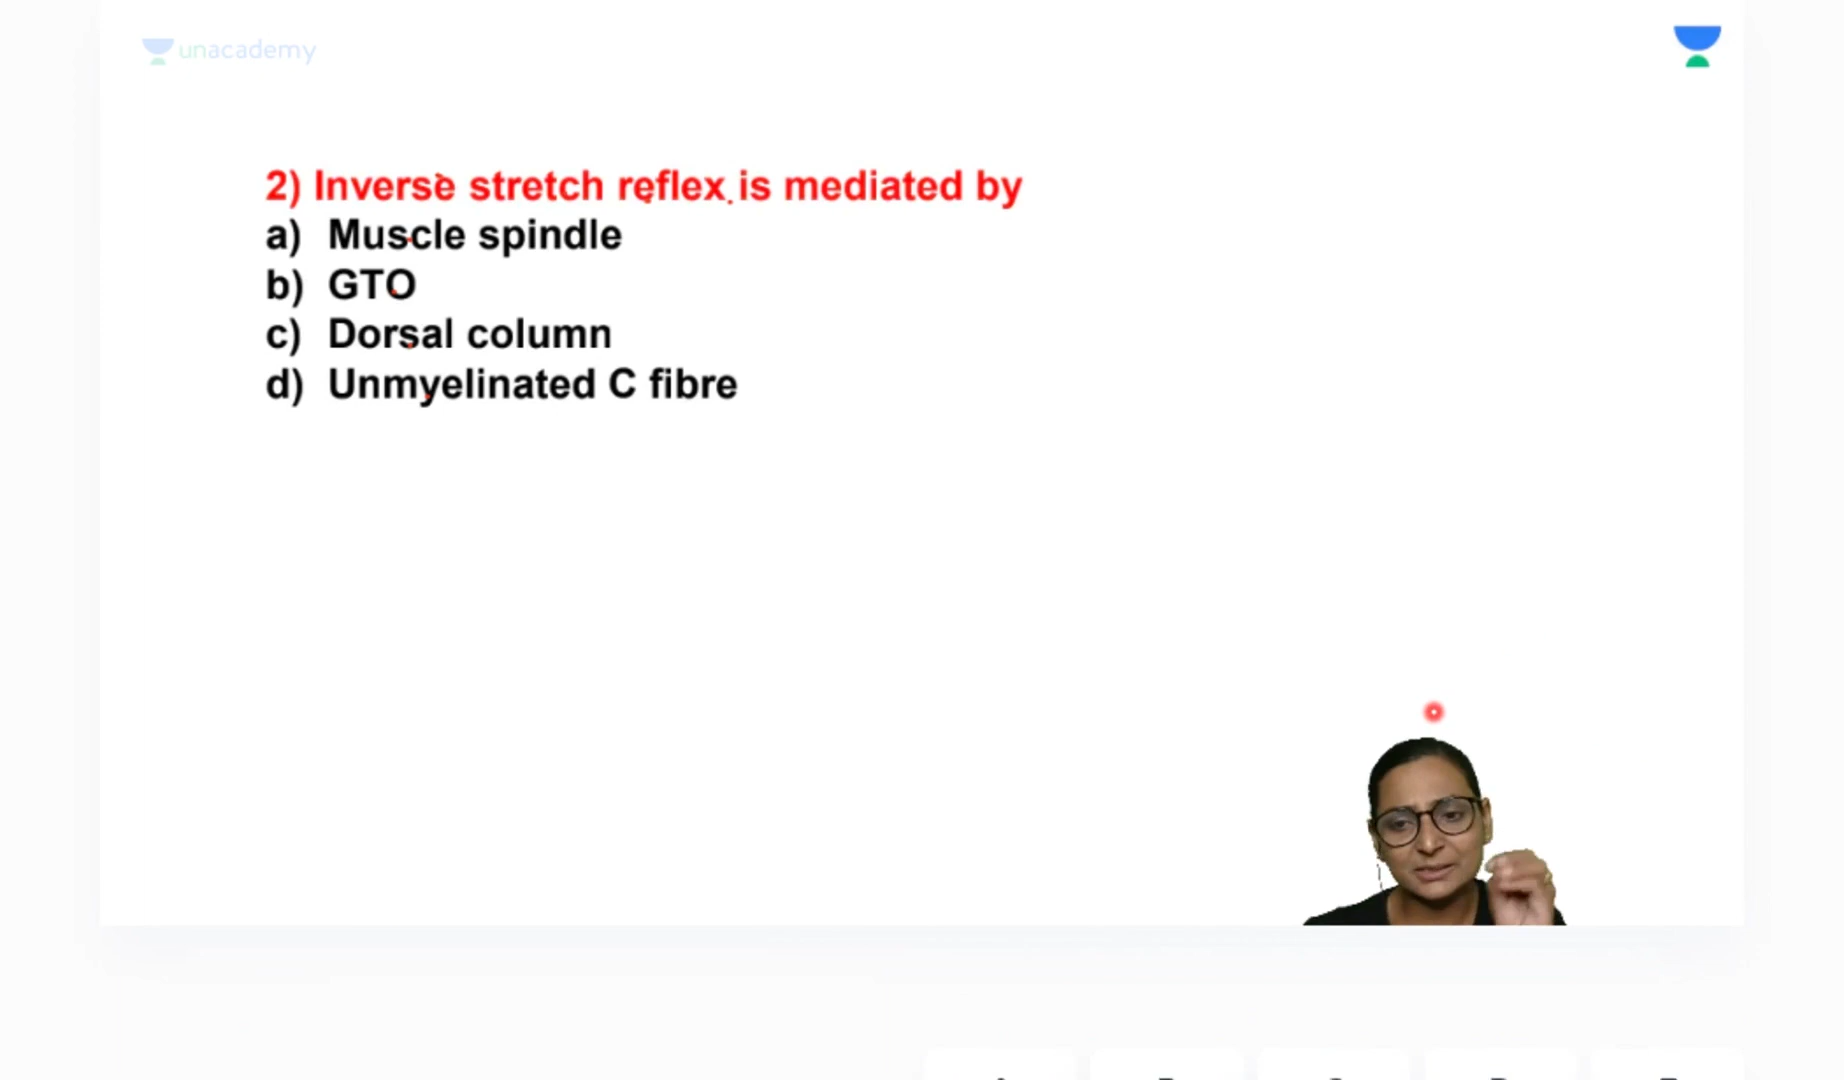 unacademy
2) Inverse stretch reflex is mediated by
a) Muscle spindle
b) GTO
c) Dorsal column
d) Unmyelinated C fibre